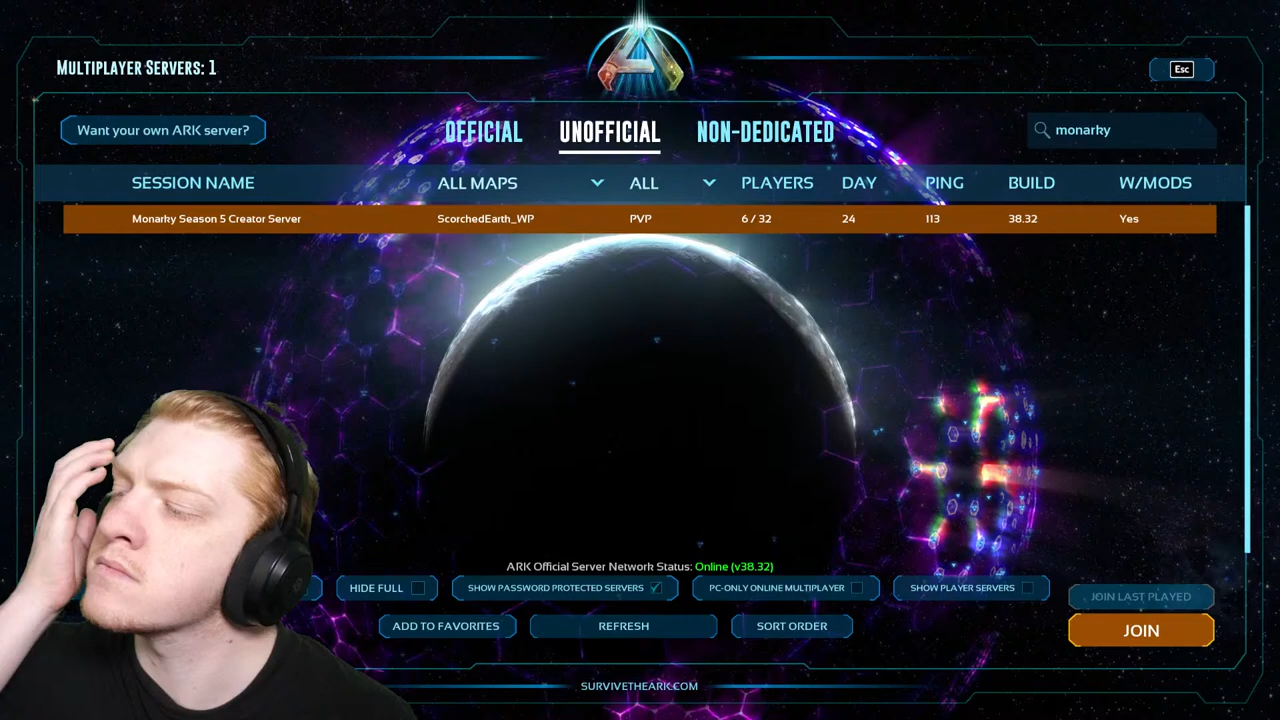 MULTIPLAYER SERVERS: 1
Esc
Want your own ARK server?
OFFICIAL UNOFFICIAL NON-DEDICATED
monarky
SESSION NAME ALL MAPS ALL PLAYERS DAY PING BUILD W/MODS
Monarky Season 5 Creator Server ScorchedEarth_WP PVP 6 / 32 24 113 38.32 Yes
ARK Official Server Network Status: Online (v38.32)
HIDE FULL SHOW PASSWORD PROTECTED SERVERS PC-ONLY ONLINE MULTIPLAYER SHOW PLAYER SERVERS
JOIN LAST PLAYED
ADD TO FAVORITES REFRESH SORT ORDER
JOIN
SURVIVETHEARK.COM